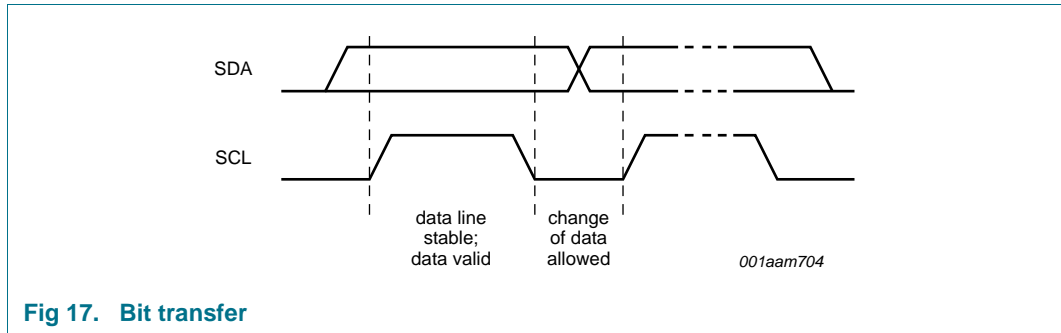 SDA
SCL
data line
stable;
data valid
change
of data
allowed
001aam704
Fig 17. Bit transfer